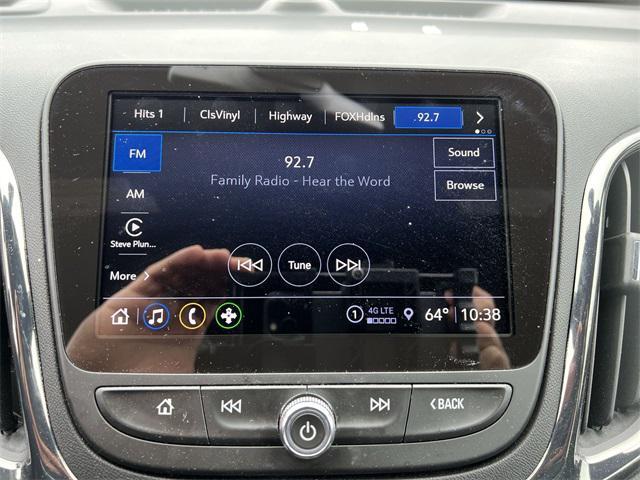 Hits 1 ClsVinyl Highway FOXHdlns 92.7
FM
92.7
Sound
Family Radio - Hear the Word
Browse
AM
Steve Plun...
More
Tune
1 4G LTE 64° 10:38
BACK